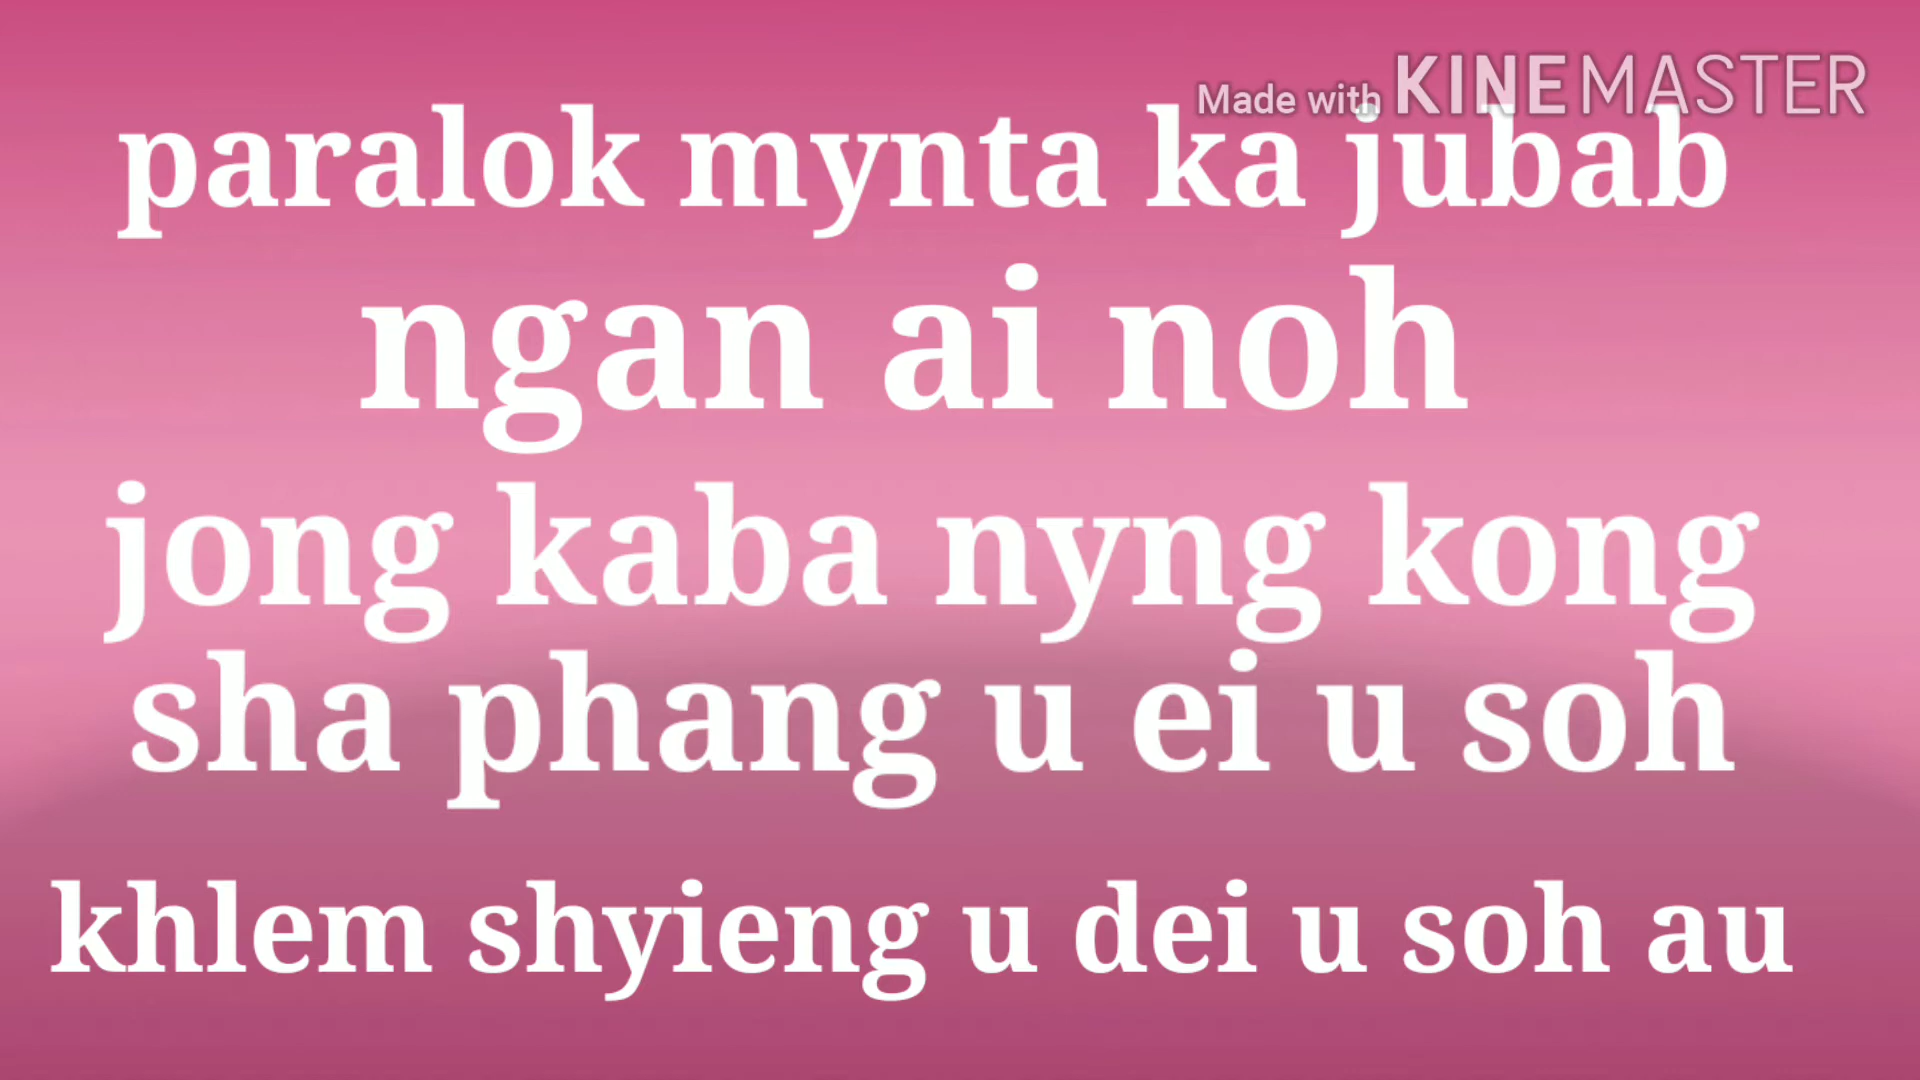 Made with KINEMASTER
paralok mynta ka jubab
ngan ai noh
jong kaba nyng kong
sha phang u ei u soh
khlem shyieng u dei u soh au